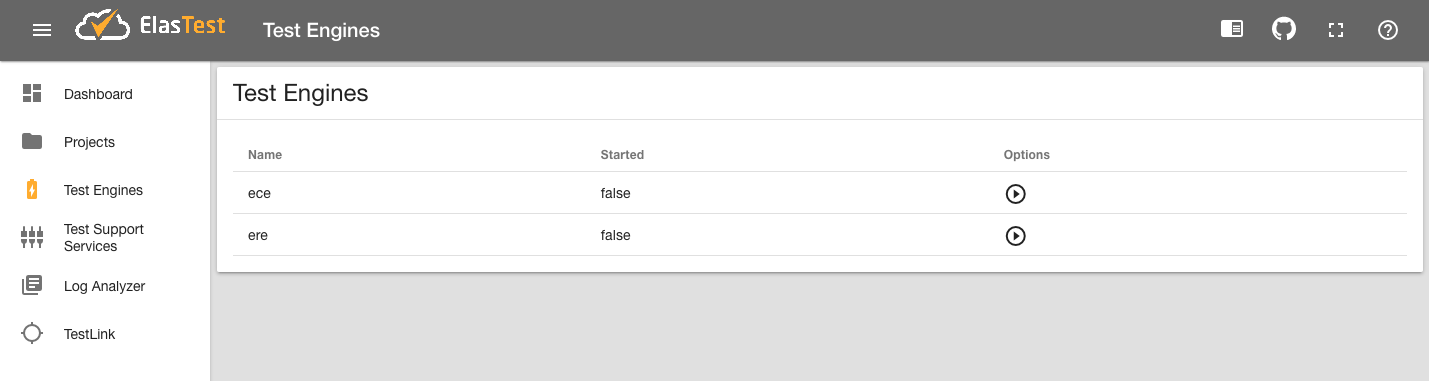 ElasTest
Test Engines
Dashboard
Projects
Test Engines
Test Support
Services
Log Analyzer
TestLink
Test Engines
Name Started Options
ece false
ere false